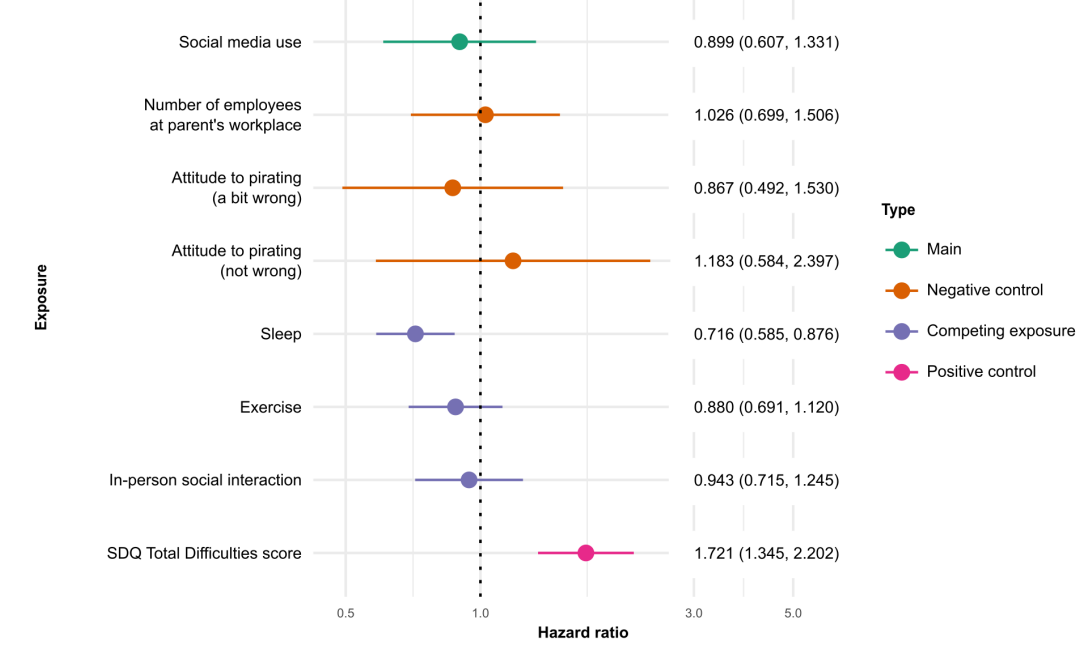 Social media use
0.899 (0.607, 1.331)
Number of employees
at parent's workplace
1.026 (0.699, 1.506)
Attitude to pirating
(a bit wrong)
0.867 (0.492, 1.530)
Attitude to pirating
(not wrong)
1.183 (0.584, 2.397)
Sleep
0.716 (0.585, 0.876)
Exercise
0.880 (0.691, 1.120)
In-person social interaction
0.943 (0.715, 1.245)
SDQ Total Difficulties score
1.721 (1.345, 2.202)
Exposure
0.5 1.0 3.0 5.0
Hazard ratio
Type
Main
Negative control
Competing exposure
Positive control